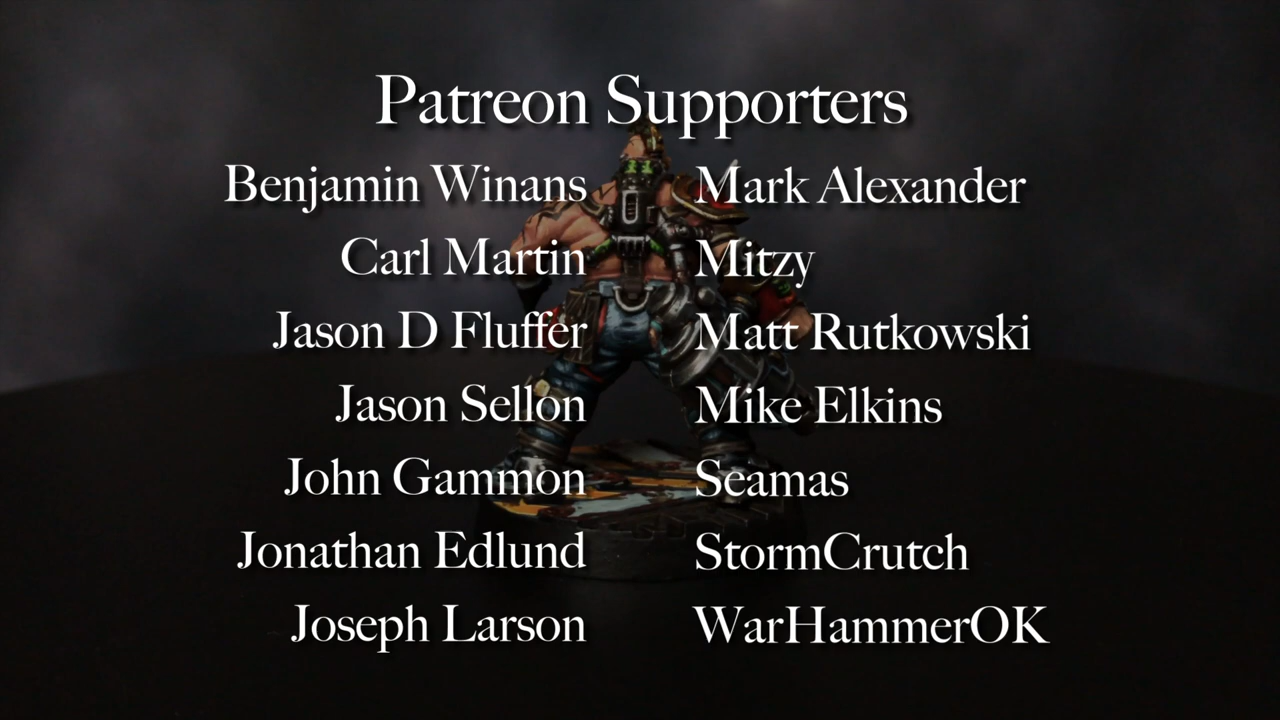 Patreon Supporters
Benjamin Winans
Carl Martin
Jason D Fluffer
Jason Sellon
John Gammon
Jonathan Edlund
Joseph Larson
Mark Alexander
Mitzy
Matt Rutkowski
Mike Elkins
Seamas
StormCrutch
WarHammerOK